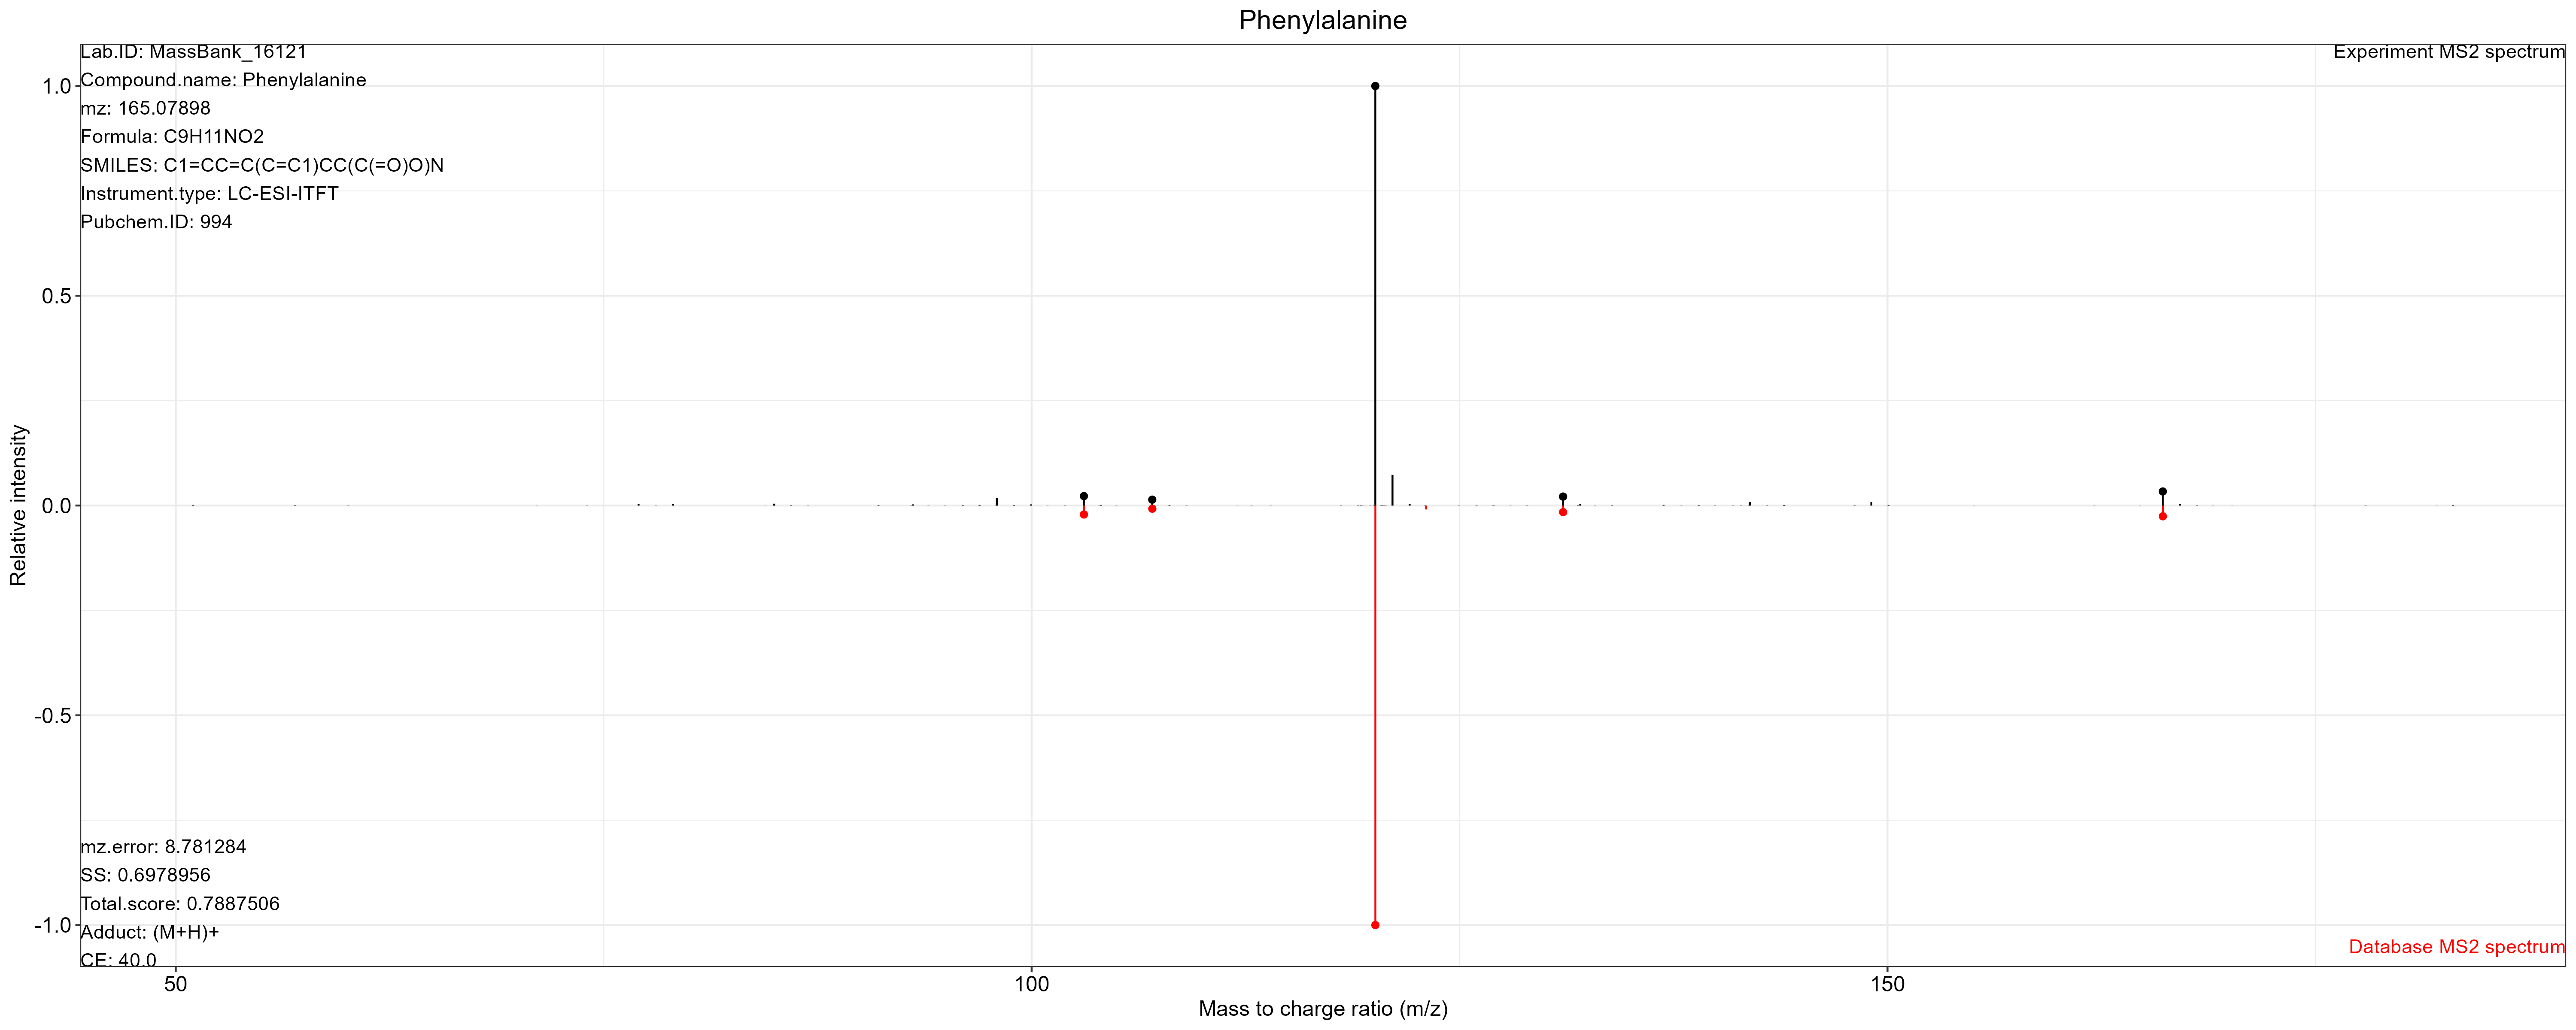 Phenylalanine
Lab.ID: MassBank_16121
Compound.name: Phenylalanine
mz: 165.07898
Formula: C9H11NO2
SMILES: C1=CC=C(C=C1)CC(C(=O)O)N
Instrument.type: LC-ESI-ITFT
Pubchem.ID: 994
Experiment MS2 spectrum
1.0
0.5
0.0
-0.5
-1.0
Relative intensity
mz.error: 8.781284
SS: 0.6978956
Total.score: 0.7887506
Adduct: (M+H)+
CE: 40.0
Database MS2 spectrum
50
100
150
Mass to charge ratio (m/z)